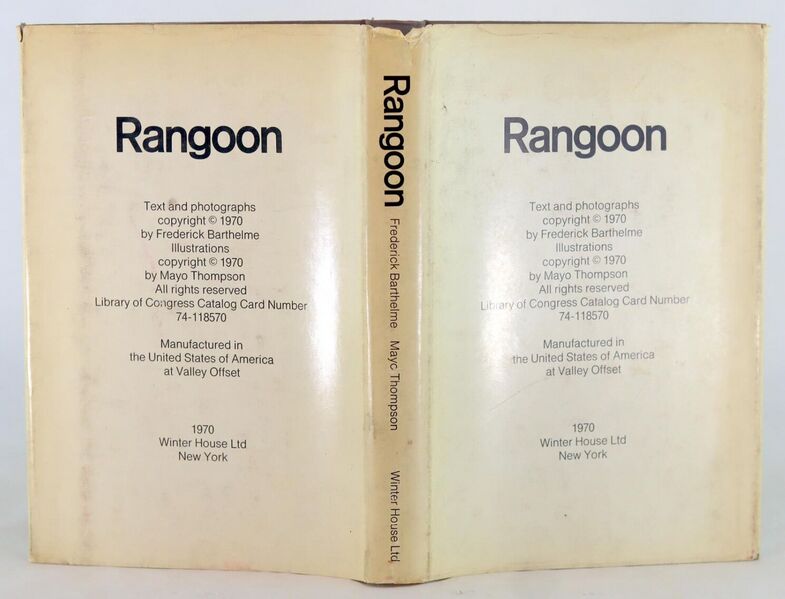 Rangoon
Text and photographs
copyright © 1970
by Frederick Barthelme
Illustrations
copyright © 1970
by Mayo Thompson
All rights reserved
Library of Congress Catalog Card Number
74-118570
Manufactured in
the United States of America
at Valley Offset
1970
Winter House Ltd
New York
Rangoon Frederick Barthelme Mayo Thompson Winter House Ltd
Rangoon
Text and photographs
copyright © 1970
by Frederick Barthelme
Illustrations
copyright © 1970
by Mayo Thompson
All rights reserved
Library of Congress Catalog Card Number
74-118570
Manufactured in
the United States of America
at Valley Offset
1970
Winter House Ltd
New York